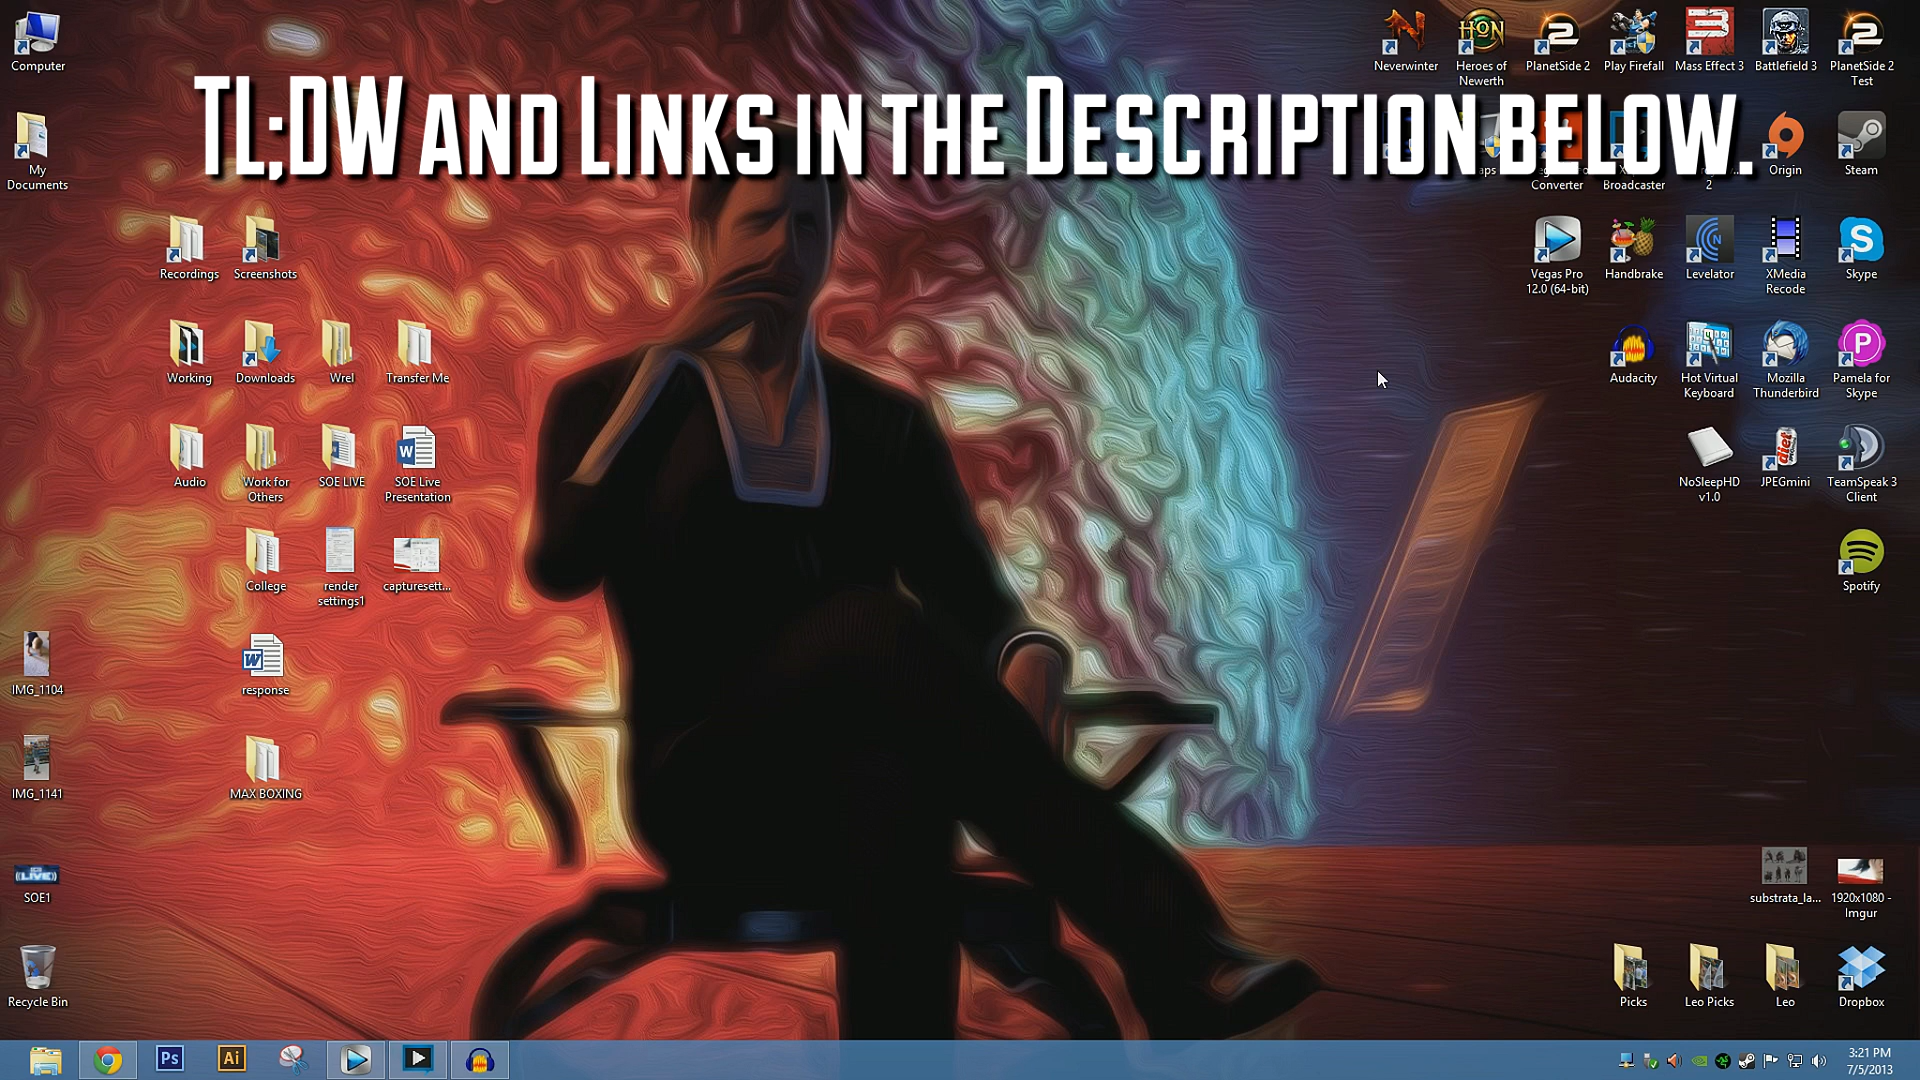 TL;DW and Links in the Description below.
Computer
Neverwinter
Heroes of
Newerth
PlanetSide 2
Play Firefall
Mass Effect 3
Battlefield 3
PlanetSide 2
Test
My
Documents
Converter
Broadcaster
2
Origin
Steam
Recordings
Screenshots
Vegas Pro
12.0 (64-bit)
Handbrake
Levelator
XMedia
Recode
Skype
Working
Downloads
Wrel
Transfer Me
Audacity
Hot Virtual
Keyboard
Mozilla
Thunderbird
Pamela for
Skype
Audio
Work for
Others
SOE LIVE
SOE Live
Presentation
NoSleepHD
v1.0
JPEGmini
TeamSpeak 3
Client
College
render
settings1
capturesett...
Spotify
IMG_1104
response
IMG_1141
MAX BOXING
SOE1
substrata_la...
1920x1080 -
Imgur
Recycle Bin
Picks
Leo Picks
Leo
Dropbox
Ps
Ai
3:21 PM
7/5/2013